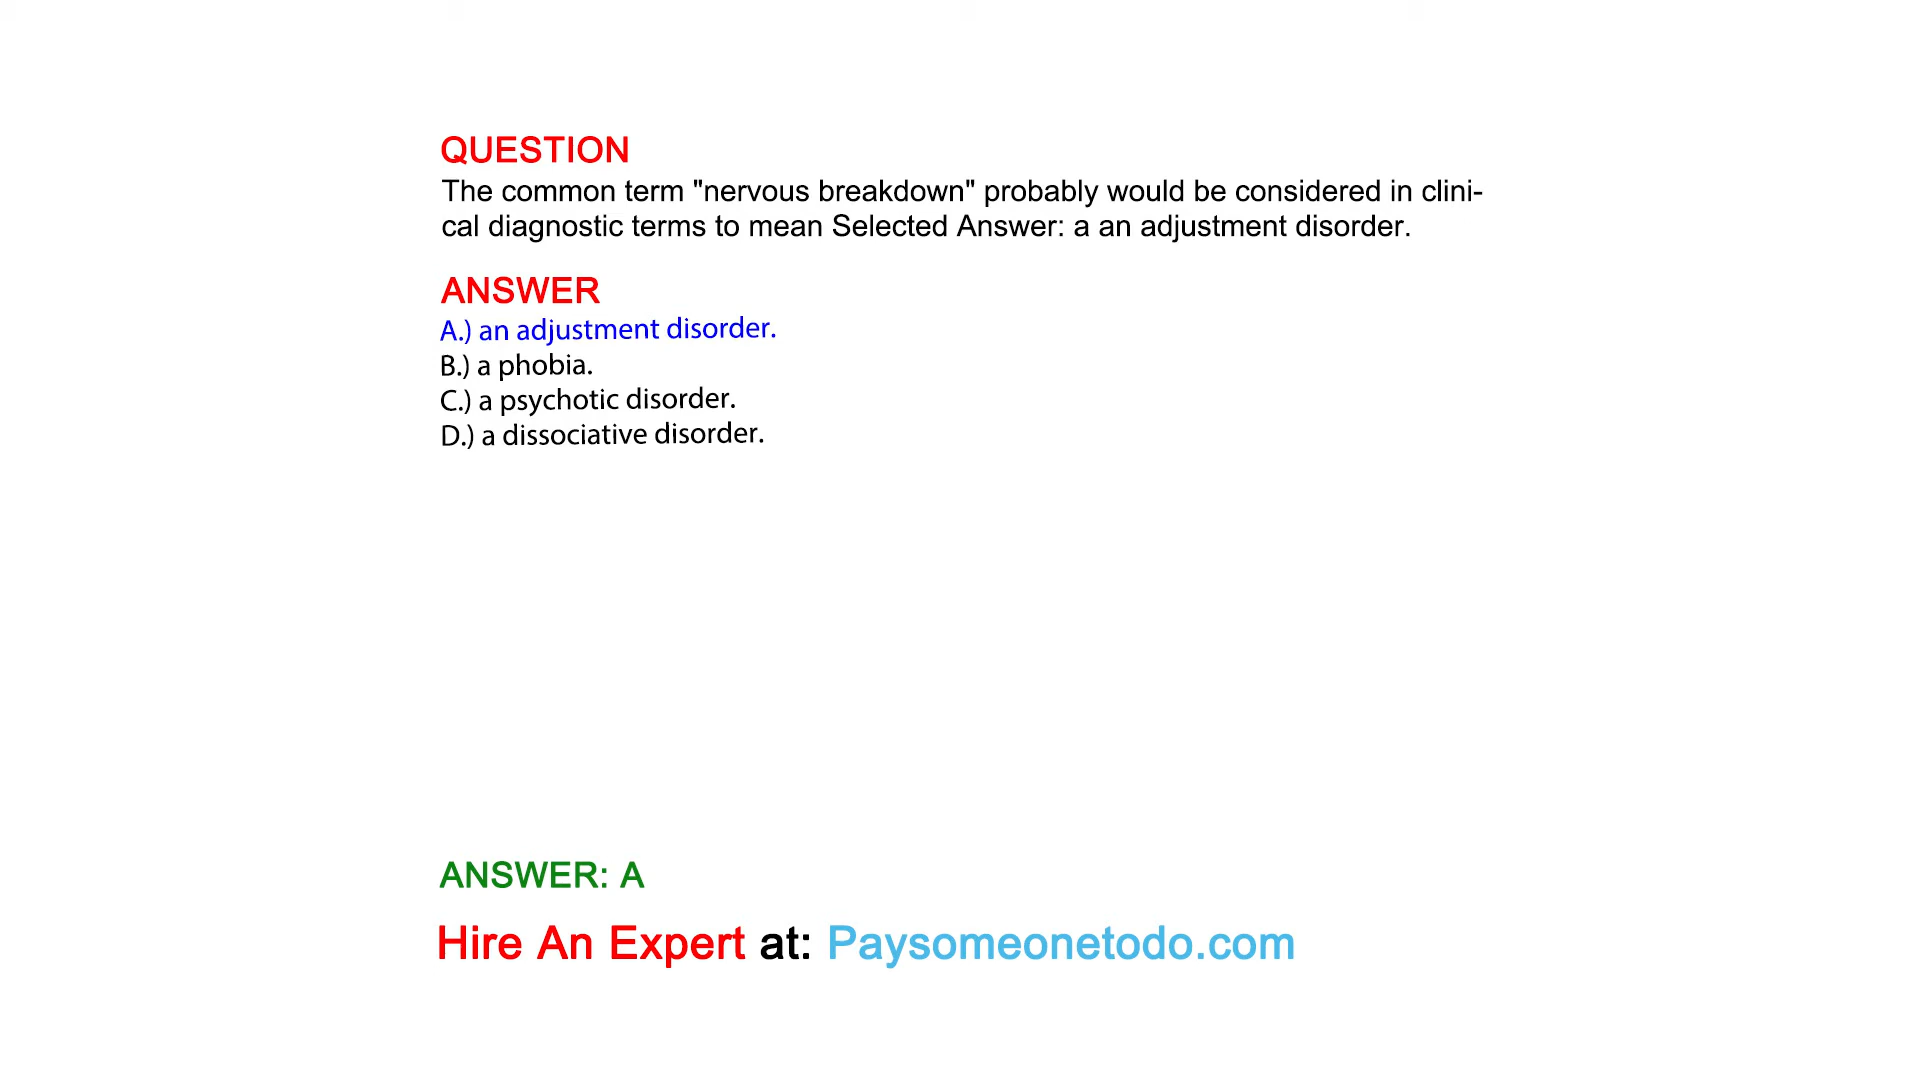 QUESTION
The common term "nervous breakdown" probably would be considered in clini-
cal diagnostic terms to mean Selected Answer: a an adjustment disorder.
ANSWER
A.) an adjustment disorder.
B.) a phobia.
C.) a psychotic disorder.
D.) a dissociative disorder.
ANSWER: A
Hire An Expert at: Paysomeonetodo.com